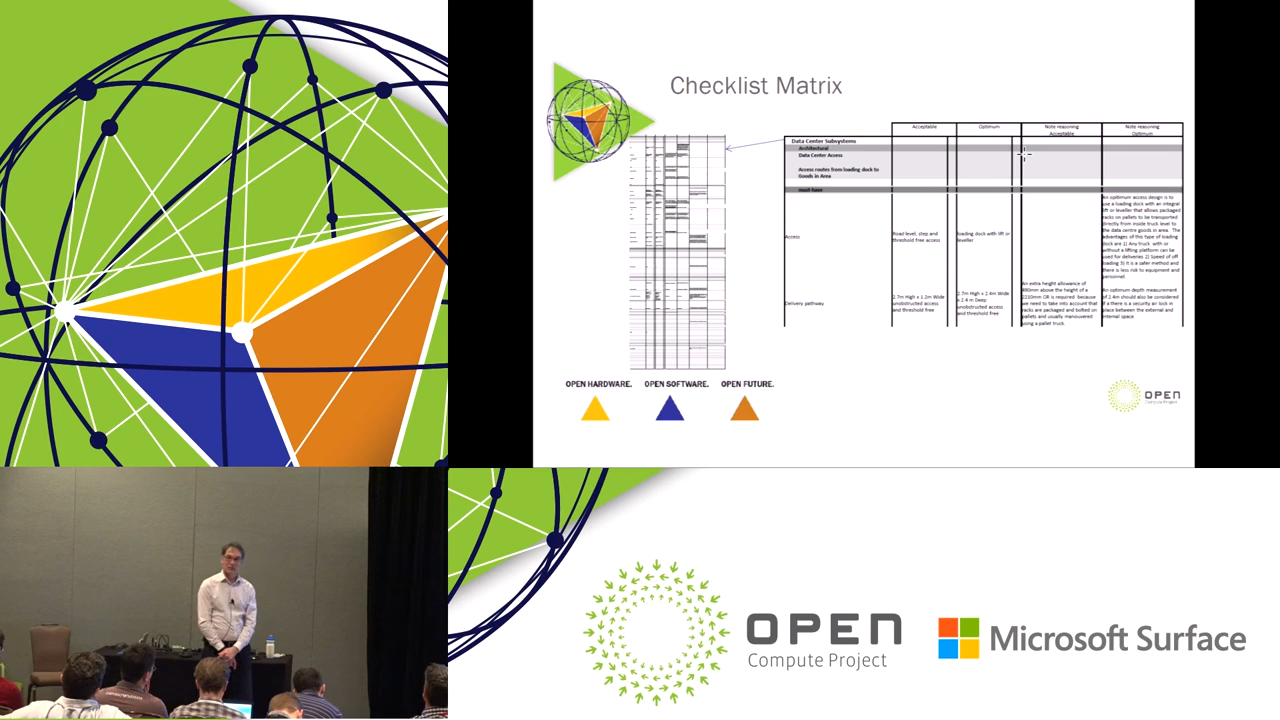 Checklist Matrix
Acceptable
Optimum
Note reasoning
Acceptable
Note reasoning
Optimum
Data Center Subsystems
Architectural
Data Center Access
Access routes from loading dock to
Goods in Area
must-have
Access
Road level, step and
threshold free access
loading dock with lift or
leveller
An opitimum access design is to
use a loading dock with an integral
lift or leveller that allows packaged
racks on pallets to be transported
directly from inside truck level to
the data centre goods in area. The
advantages of this type of loading
dock are 1) Any truck with or
without a lifting platform can be
used for deliveries 2) Speed of off
loading 3) It is a safer method and
there is less risk to equipment and
personnel
Delivery pathway
2.7m High x 1.2m Wide
unobstructed access
and threshold free
2.7m High x 2.4m Wide
x 2.4 m Deep
unobstructed access
and threshold free
An extra height allowance of
490mm above the height of a
2210mm OR is required because
we need to take into account that
racks are packaged and bolted on
pallets and usually manouvered
using a pallet truck.
An optimum depth measurement
of 2.4m should also be considered
if there is a security air lock in
place between the external and
internal space
OPEN HARDWARE. OPEN SOFTWARE. OPEN FUTURE.
OPEN
Compute Project
OPEN
Compute Project
Microsoft Surface